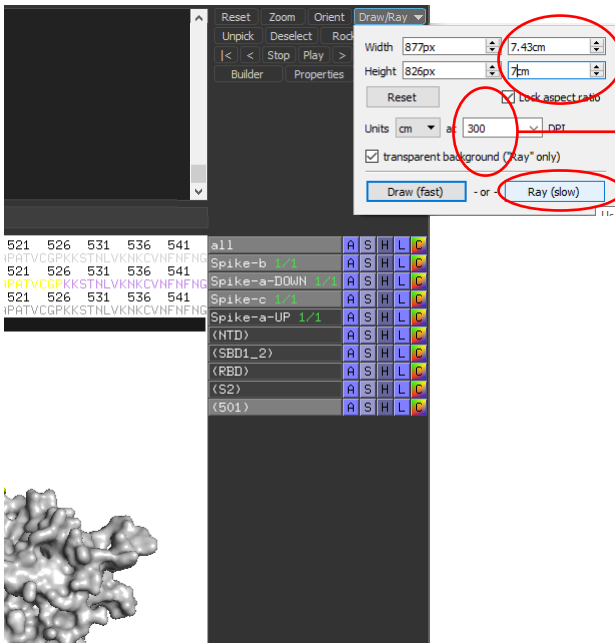 Reset Zoom Orient Draw/Ray
Unpick Deselect Rock
|< < Stop Play >
Builder Properties
Width 877px 7.43cm
Height 826px 7cm
Reset Lock aspect ratio
Units cm at 300 DPI
transparent background ("Ray" only)
Draw (fast) - or - Ray (slow)
521 526 531 536 541
PATVCGPKKSTNLVKNKCVNFNFNG
521 526 531 536 541
PATVCGPKKSTNLVKNKCVNFNFNG
521 526 531 536 541
PATVCGPKKSTNLVKNKCVNFNFNG
all A S H L C
Spike-b 1/1 A S H L C
Spike-a-DOWN 1/1 A S H L C
Spike-c 1/1 A S H L C
Spike-a-UP 1/1 A S H L C
(NTD) A S H L C
(SBD1_2) A S H L C
(RBD) A S H L C
(S2) A S H L C
(501) A S H L C